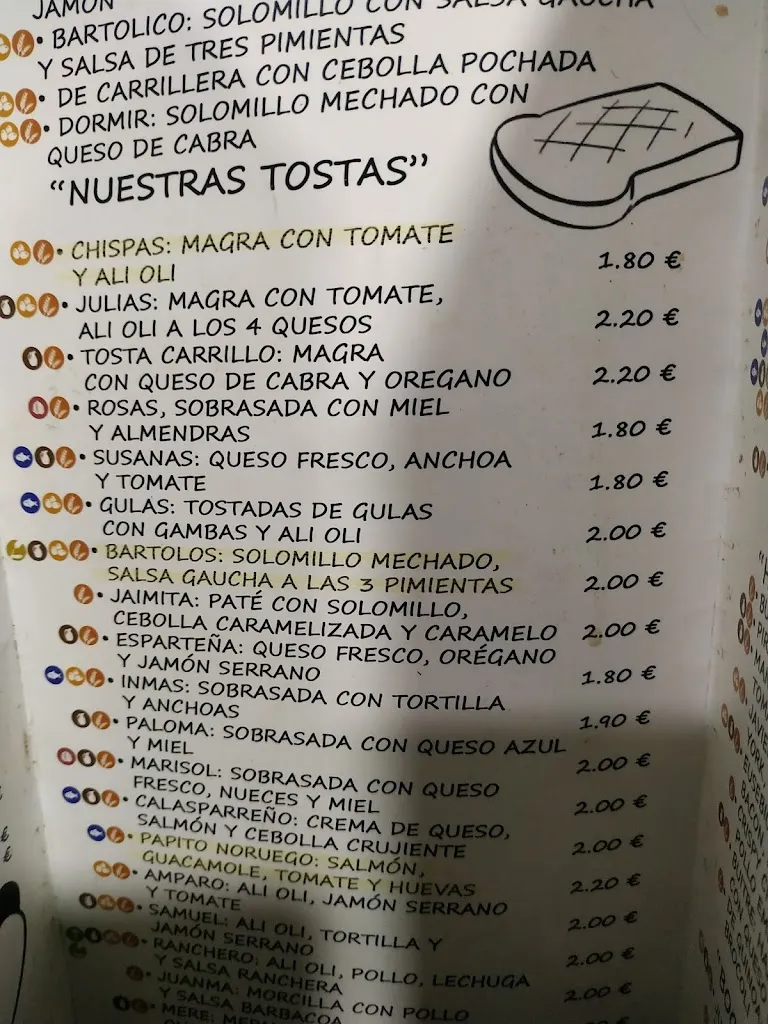 JAMÓN
• BARTOLICO: SOLOMILLO CON SALSA GAUCHA
Y SALSA DE TRES PIMIENTAS
• DE CARRILLERA CON CEBOLLA POCHADA
• DORMIR: SOLOMILLO MECHADO CON
QUESO DE CABRA
“NUESTRAS TOSTAS”
• CHISPAS: MAGRA CON TOMATE
Y ALI OLI 1.80 €
• JULIAS: MAGRA CON TOMATE,
ALI OLI A LOS 4 QUESOS 2.20 €
• TOSTA CARRILLO: MAGRA
CON QUESO DE CABRA Y OREGANO 2.20 €
• ROSAS, SOBRASADA CON MIEL
Y ALMENDRAS 1.80 €
• SUSANAS: QUESO FRESCO, ANCHOA
Y TOMATE 1.80 €
• GULAS: TOSTADAS DE GULAS
CON GAMBAS Y ALI OLI 2.00 €
• BARTOLOS: SOLOMILLO MECHADO,
SALSA GAUCHA A LAS 3 PIMIENTAS 2.00 €
• JAIMITA: PATÉ CON SOLOMILLO,
CEBOLLA CARAMELIZADA Y CARAMELO 2.00 €
• ESPARTEÑA: QUESO FRESCO, ORÉGANO
Y JAMÓN SERRANO 1.80 €
• INMAS: SOBRASADA CON TORTILLA
Y ANCHOAS 1.90 €
• PALOMA: SOBRASADA CON QUESO AZUL
Y MIEL 2.00 €
• MARISOL: SOBRASADA CON QUESO
FRESCO, NUECES Y MIEL 2.00 €
• CALASPARREÑO: CREMA DE QUESO,
SALMÓN Y CEBOLLA CRUJIENTE 2.00 €
• PAPITO NORUEGO: SALMÓN,
GUACAMOLE, TOMATE Y HUEVAS 2.20 €
• AMPARO: ALI OLI, JAMÓN SERRANO
Y TOMATE 2.00 €
• SAMUEL: ALI OLI, TORTILLA Y
JAMÓN SERRANO 2.00 €
• RANCHERO: ALI OLI, POLLO, LECHUGA
Y SALSA RANCHERA 2.00 €
• JUANMA: MORCILLA CON POLLO
Y SALSA BARBACOA
• MERE: